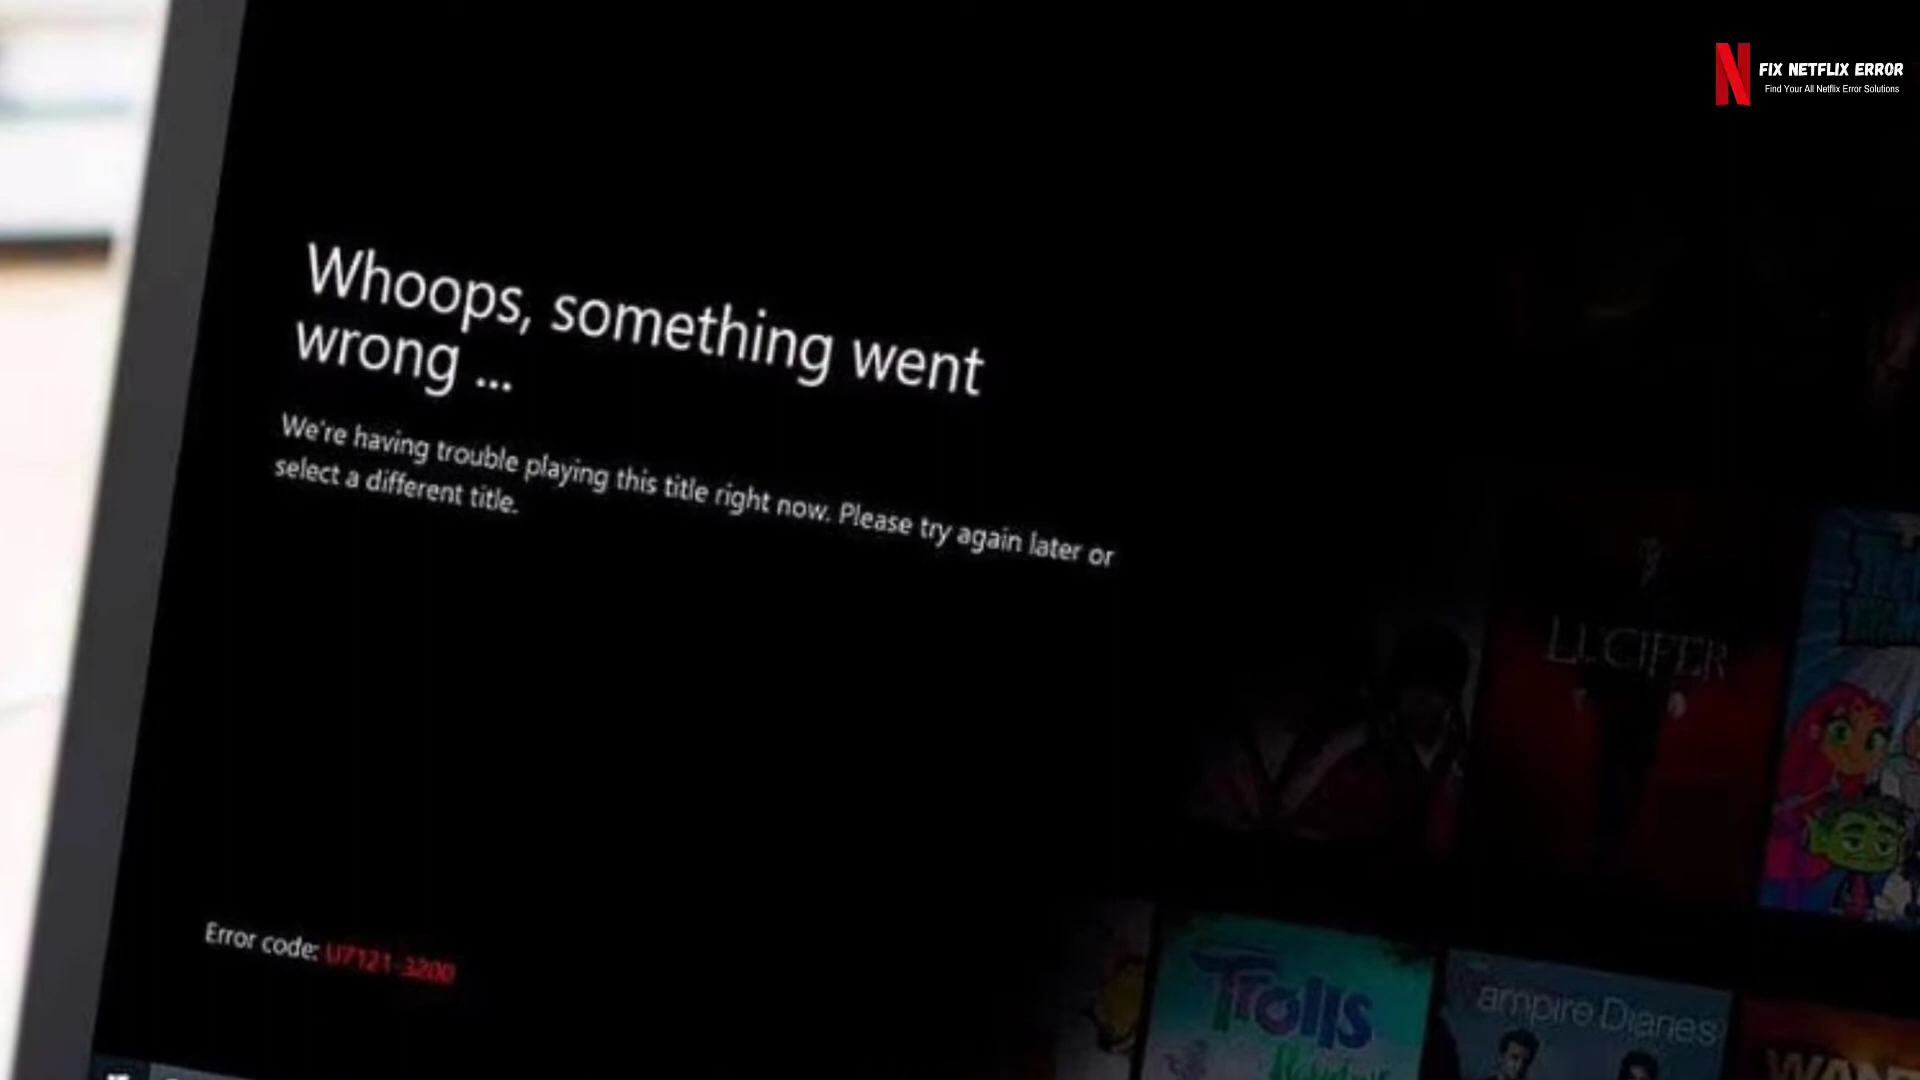 FIX NETFLIX ERROR
Find Your All Netflix Error Solutions
Whoops, something went
wrong ...
We're having trouble playing this title right now. Please try again later or
select a different title.
LUCIFER
Error code: U7121-3200
Trolls
ampire Diaries